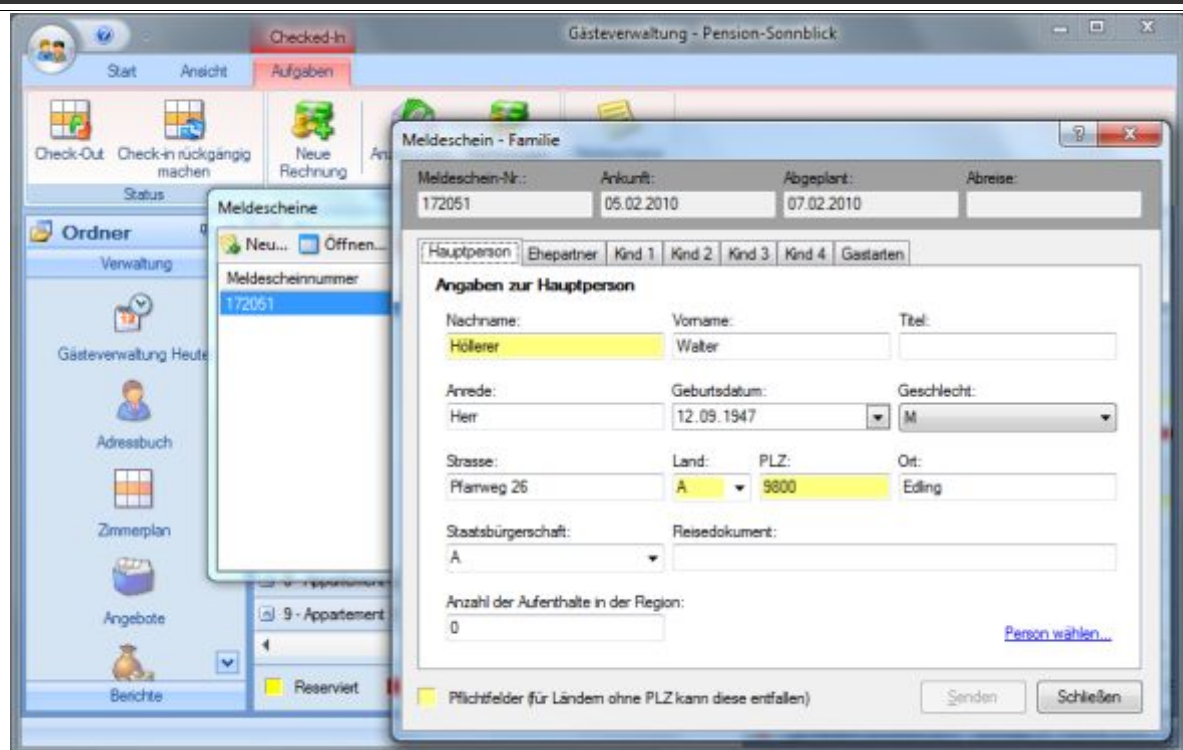 Checked-In
Gästeverwaltung - Pension-Sonnblick
Start Ansicht Aufgaben
Check-Out Check-in rückgängig machen
Neue Rechnung
Status
Ordner
Verwaltung
Gästeverwaltung Heute
Adressbuch
Zimmerplan
Angebote
Berichte
Meldescheine
Neu... Öffnen...
Meldescheinnummer
172051
9 - Appartement
Reserviert
Meldeschein - Familie
Meldeschein-Nr.: Ankunft: Abgeplant: Abreise:
172051 05.02.2010 07.02.2010
Hauptperson Ehepartner Kind 1 Kind 2 Kind 3 Kind 4 Gastarten
Angaben zur Hauptperson
Nachname: Vorname: Titel:
Höllerer Walter
Anrede: Geburtsdatum: Geschlecht:
Herr 12.09.1947 M
Strasse: Land: PLZ: Ort:
Pfarrweg 26 A 9800 Edling
Staatsbürgerschaft: Reisedokument:
A
Anzahl der Aufenthalte in der Region:
0
Person wählen...
Pflichtfelder (für Ländern ohne PLZ kann diese entfallen)
Senden Schließen